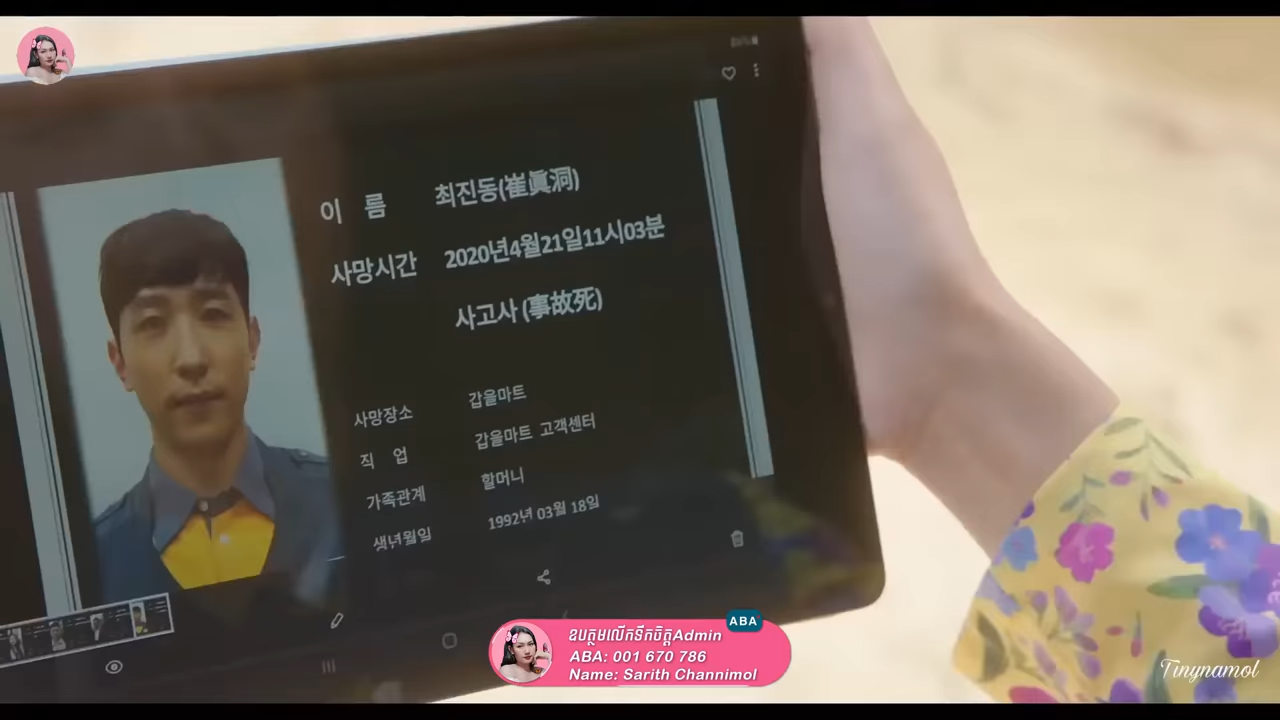 이 름 최진동(崔眞洞)
사망시간 2020년4월21일11시03분
사고사 (事故死)
사망장소 갑을마트
직 업 갑을마트 고객센터
가족관계 할머니
생년월일 1992년 03월 18일
ABA
ឧបត្ថមលើកទឹកចិត្តAdmin
ABA: 001 670 786
Name: Sarith Channimol
Tinynamol